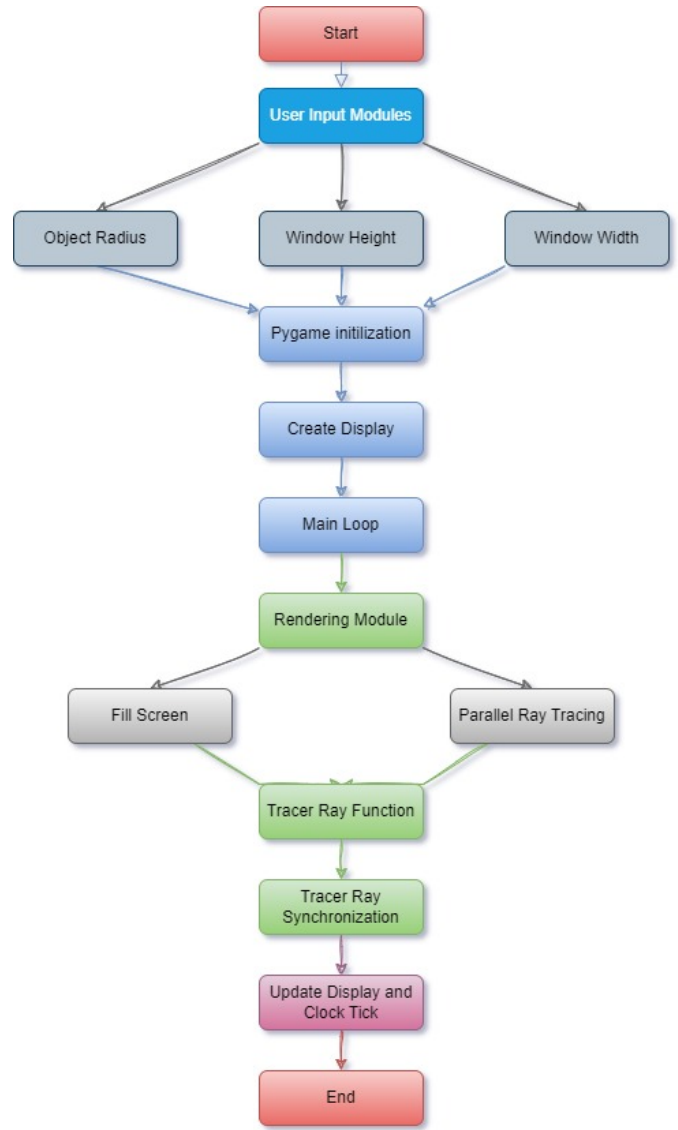 Start
User Input Modules
Object Radius
Window Height
Window Width
Pygame initilization
Create Display
Main Loop
Rendering Module
Fill Screen
Parallel Ray Tracing
Tracer Ray Function
Tracer Ray
Synchronization
Update Display and
Clock Tick
End